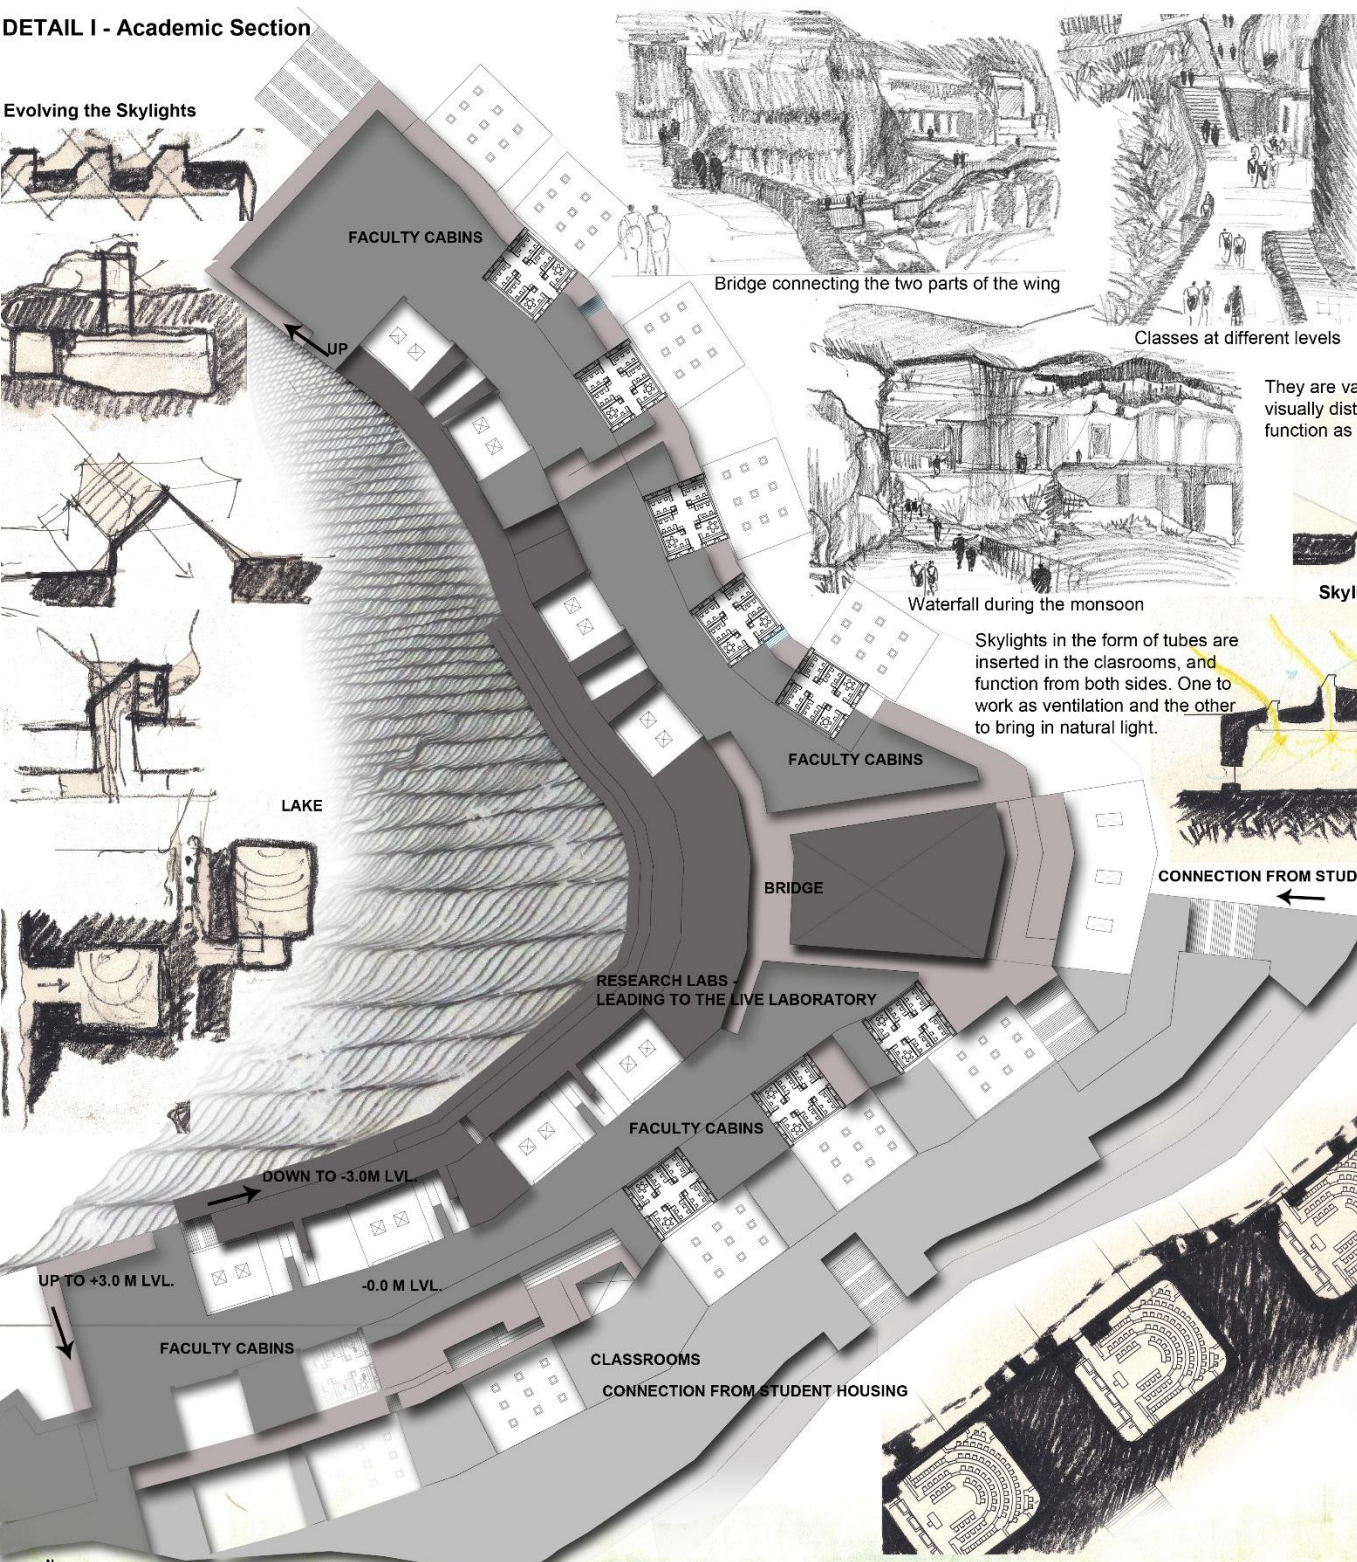 DETAIL I - Academic Section
Evolving the Skylights
FACULTY CABINS
UP
Bridge connecting the two parts of the wing
Classes at different levels
They are va
visually dist
function as
Waterfall during the monsoon
Skyl
Skylights in the form of tubes are
inserted in the clasrooms, and
function from both sides. One to
work as ventilation and the other
to bring in natural light.
FACULTY CABINS
LAKE
BRIDGE
CONNECTION FROM STUD
RESEARCH LABS -
LEADING TO THE LIVE LABORATORY
FACULTY CABINS
DOWN TO -3.0M LVL.
UP TO +3.0 M LVL.
-0.0 M LVL.
FACULTY CABINS
CLASSROOMS
CONNECTION FROM STUDENT HOUSING
N